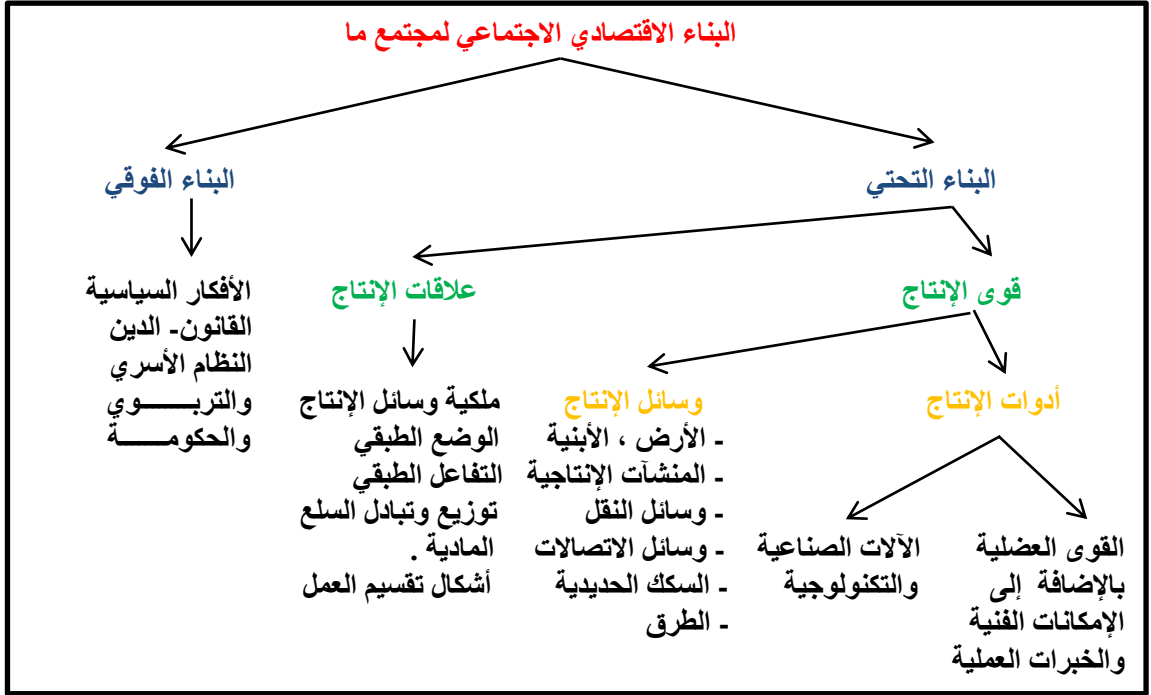 البناء الاقتصادي الاجتماعي لمجتمع ما
البناء التحتي
البناء الفوقي
قوى الإنتاج
علاقات الإنتاج
الأفكار السياسية
القانون- الدين
النظام الأسري
والتربـــــــوي
والحكومـــــــة
أدوات الإنتاج
وسائل الإنتاج
- الأرض ، الأبنية
- المنشآت الإنتاجية
- وسائل النقل
- وسائل الاتصالات
- السكك الحديدية
- الطرق
ملكية وسائل الإنتاج
الوضع الطبقي
التفاعل الطبقي
توزيع وتبادل السلع
المادية .
أشكال تقسيم العمل
القوى العضلية
بالإضافة إلى
الإمكانات الفنية
والخبرات العملية
الآلات الصناعية
والتكنولوجية